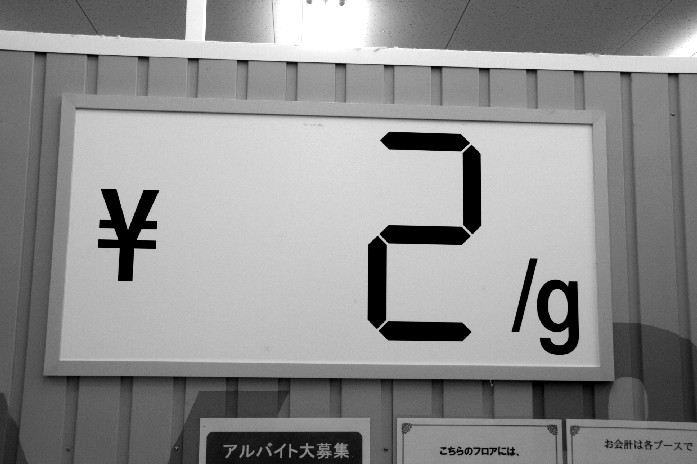 ¥ 2 /g
アルバイト大募集
こちらのフロアには、
お会計は各ブースで